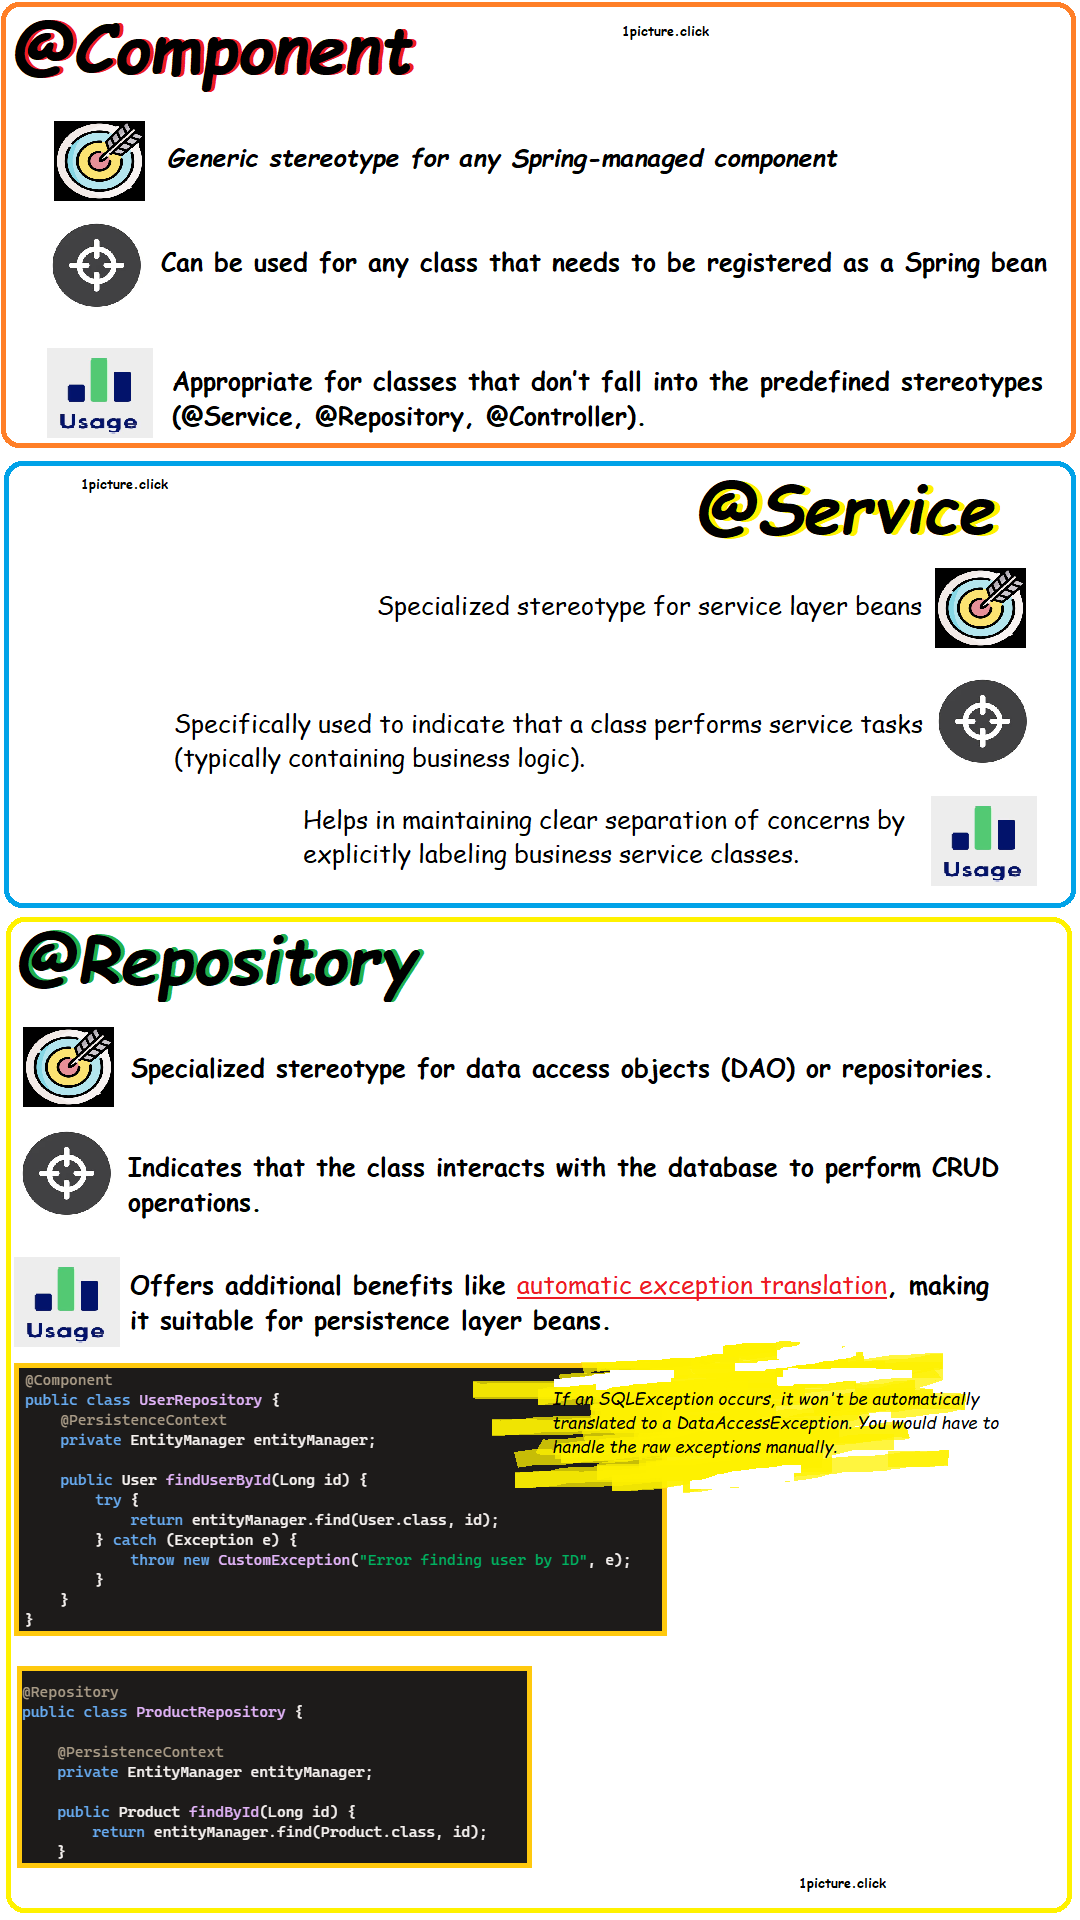 @Component
1picture.click
Generic stereotype for any Spring-managed component
Can be used for any class that needs to be registered as a Spring bean
Usage
Appropriate for classes that don't fall into the predefined stereotypes
(@Service, @Repository, @Controller).
1picture.click
@Service
Specialized stereotype for service layer beans
Specifically used to indicate that a class performs service tasks
(typically containing business logic).
Helps in maintaining clear separation of concerns by
explicitly labeling business service classes.
Usage
@Repository
Specialized stereotype for data access objects (DAO) or repositories.
Indicates that the class interacts with the database to perform CRUD
operations.
Usage
Offers additional benefits like automatic exception translation, making
it suitable for persistence layer beans.
@Component
public class UserRepository {
    @PersistenceContext
    private EntityManager entityManager;
    public User findUserById(Long id) {
        try {
            return entityManager.find(User.class, id);
        } catch (Exception e) {
            throw new CustomException("Error finding user by ID", e);
        }
    }
}
If an SQLException occurs, it won't be automatically
translated to a DataAccessException. You would have to
handle the raw exceptions manually.
@Repository
public class ProductRepository {
    @PersistenceContext
    private EntityManager entityManager;
    public Product findById(Long id) {
        return entityManager.find(Product.class, id);
    }
1picture.click